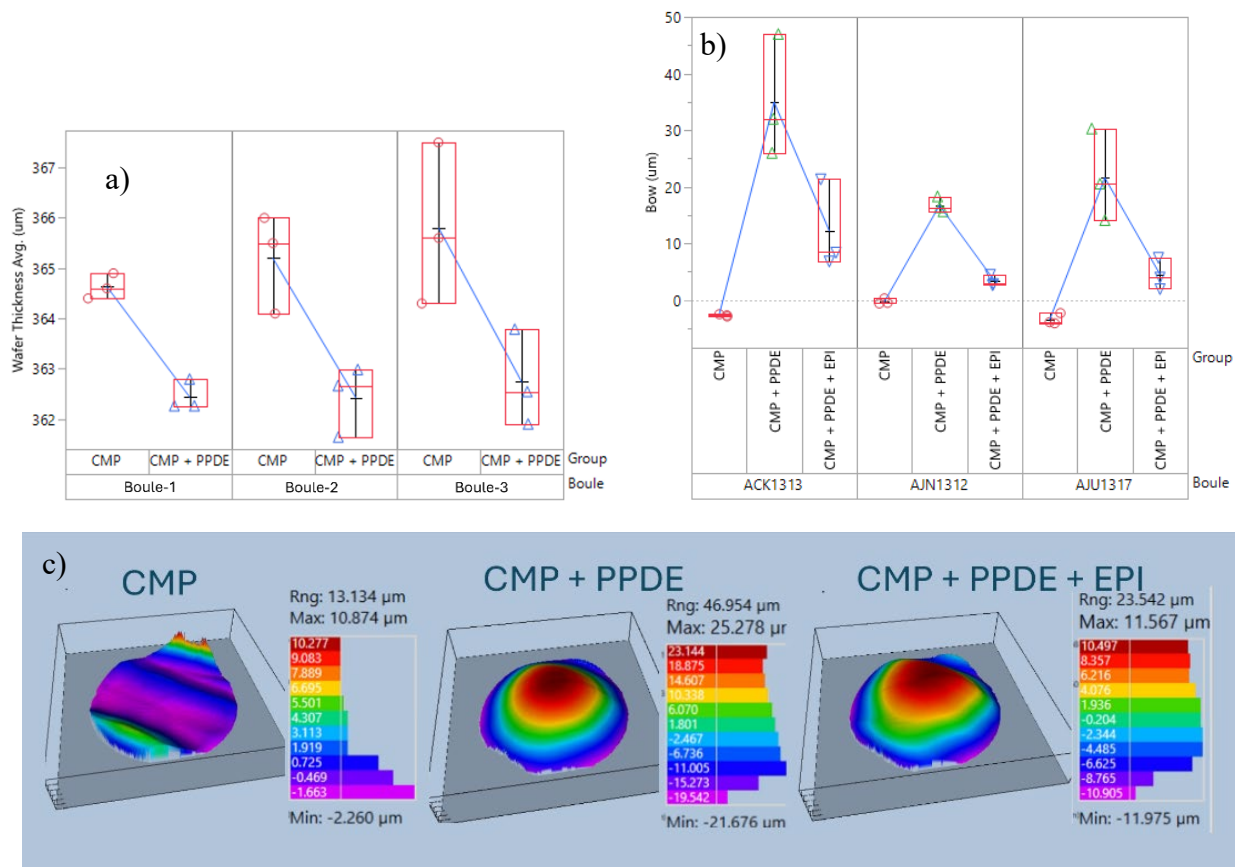 a)
Wafer Thickness Avg. (um)
367
366
365
364
363
362
CMP
CMP + PPDE
CMP
CMP + PPDE
CMP
CMP + PPDE
Group
Boule-1
Boule-2
Boule-3
Boule
b)
Bow (um)
50
40
30
20
10
0
CMP
CMP + PPDE
CMP + PPDE + EPI
CMP
CMP + PPDE
CMP + PPDE + EPI
CMP
CMP + PPDE
CMP + PPDE + EPI
Group
ACK1313
AJN1312
AJU1317
Boule
c)
CMP
Rng: 13.134 µm
Max: 10.874 µm
10.277
9.083
7.889
6.695
5.501
4.307
3.113
1.919
0.725
-0.469
-1.663
Min: -2.260 µm
CMP + PPDE
Rng: 46.954 µm
Max: 25.278 µr
23.144
18.875
14.607
10.338
6.070
1.801
-2.467
-6.736
-11.005
-15.273
-19.542
Min: -21.676 µm
CMP + PPDE + EPI
Rng: 23.542 µm
Max: 11.567 µm
10.497
8.357
6.216
4.076
1.936
-0.204
-2.344
-4.485
-6.625
-8.765
-10.905
Min: -11.975 µm